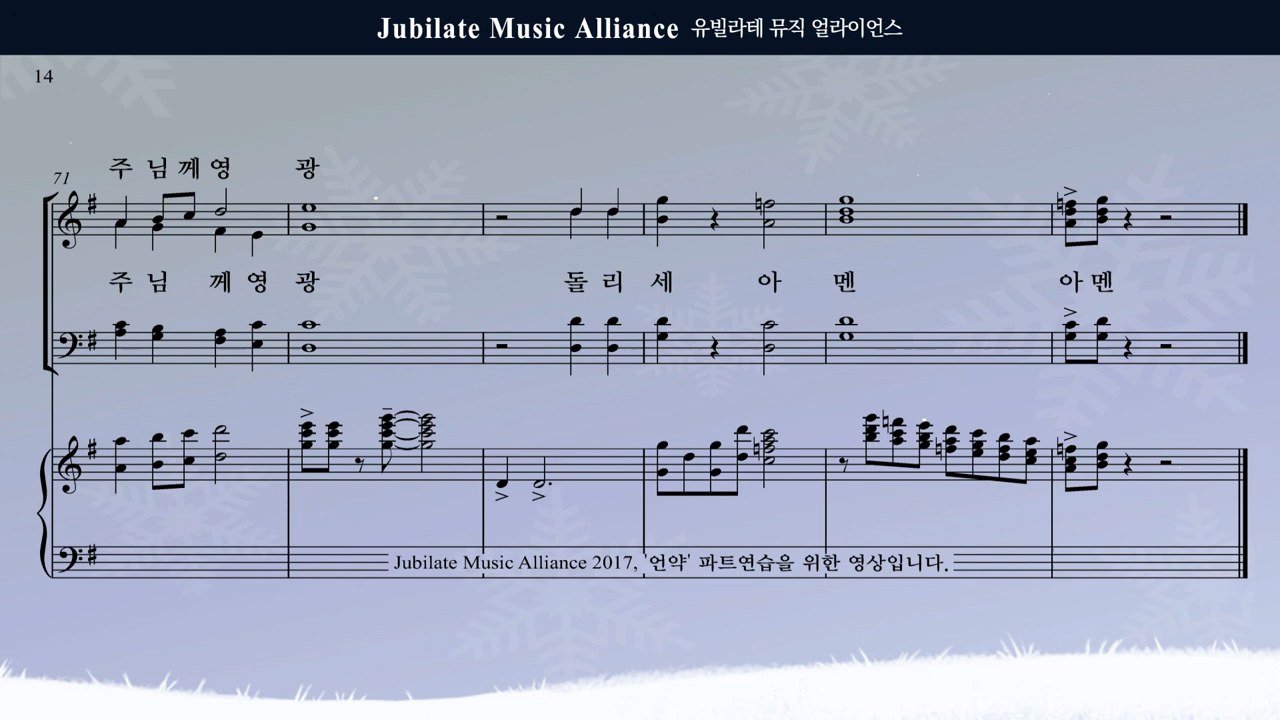 Jubilate Music Alliance 유빌라테 뮤직 얼라이언스
14
71
주 님 께 영 광
주 님 께 영 광 돌 리 세 아 멘 아 멘
Jubilate Music Alliance 2017, '언약' 파트연습을 위한 영상입니다.